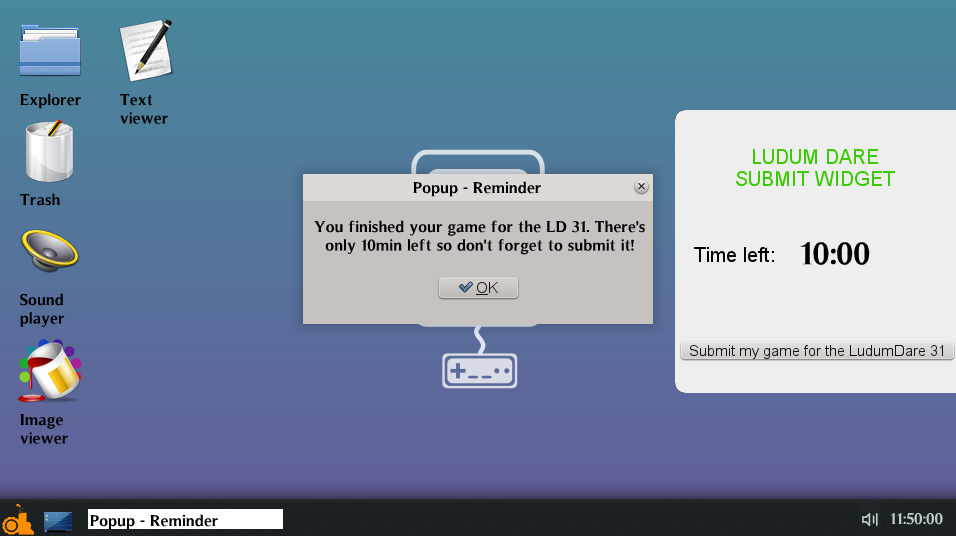 Explorer
Text
viewer
Trash
Sound
player
Image
viewer
Popup - Reminder
You finished your game for the LD 31. There's
only 10min left so don't forget to submit it!
OK
LUDUM DARE
SUBMIT WIDGET
Time left: 10:00
Submit my game for the LudumDare 31
Popup - Reminder
11:50:00